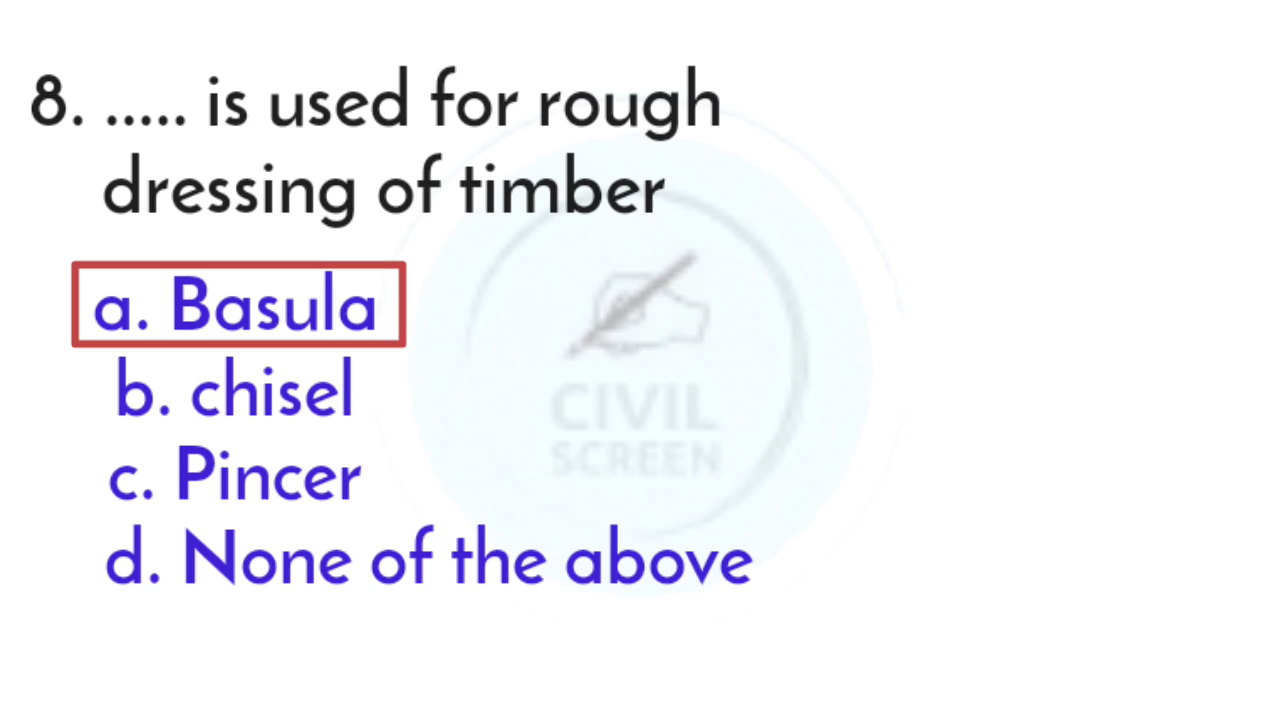 8. ..... is used for rough
dressing of timber
a. Basula
b. chisel
c. Pincer
d. None of the above
CIVIL
SCREEN